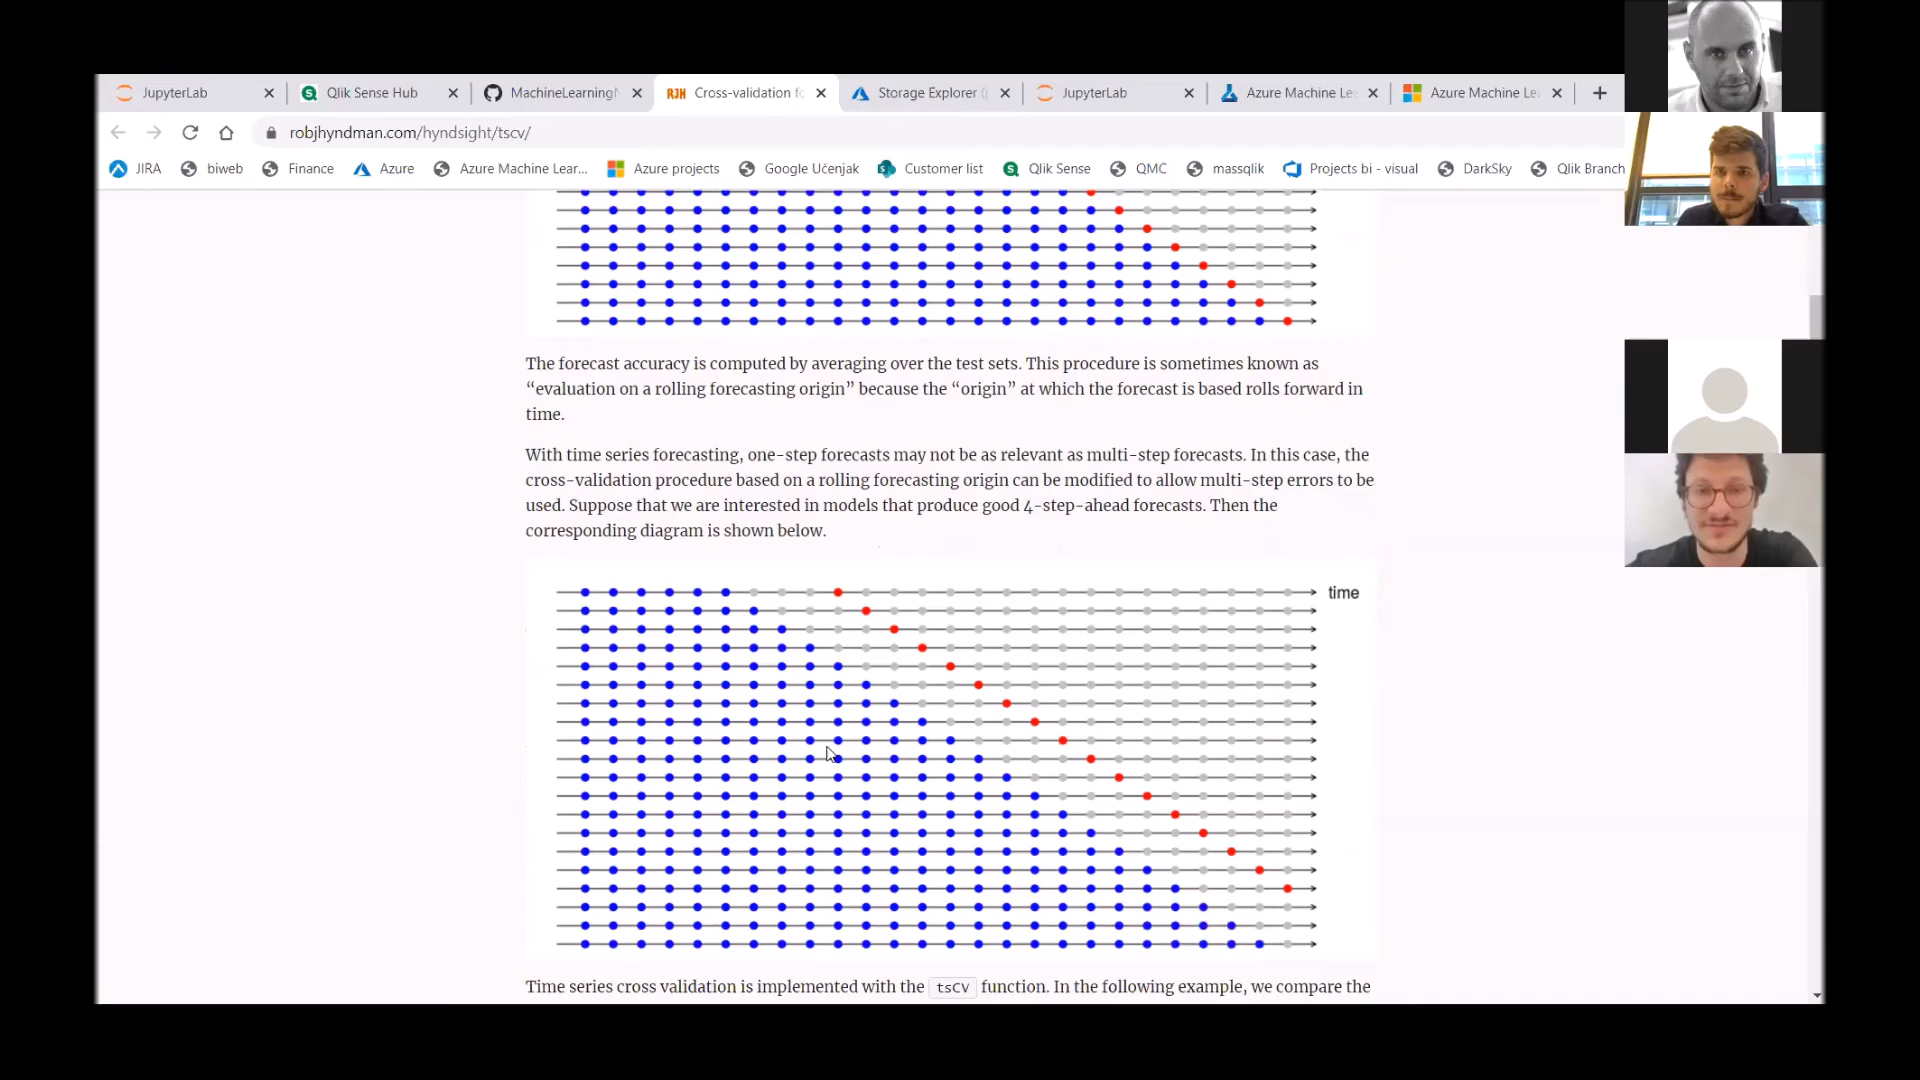 JupyterLab
Qlik Sense Hub
MachineLearningN
RJH Cross-validation fo
Storage Explorer (p
JupyterLab
Azure Machine Lea
Azure Machine Lea
robjhyndman.com/hyndsight/tscv/
JIRA
biweb
Finance
Azure
Azure Machine Lear...
Azure projects
Google Učenjak
Customer list
Qlik Sense
QMC
massqlik
Projects bi - visual
DarkSky
Qlik Branch
The forecast accuracy is computed by averaging over the test sets. This procedure is sometimes known as
“evaluation on a rolling forecasting origin” because the “origin” at which the forecast is based rolls forward in
time.
With time series forecasting, one-step forecasts may not be as relevant as multi-step forecasts. In this case, the
cross-validation procedure based on a rolling forecasting origin can be modified to allow multi-step errors to be
used. Suppose that we are interested in models that produce good 4-step-ahead forecasts. Then the
corresponding diagram is shown below.
time
Time series cross validation is implemented with the tsCV function. In the following example, we compare the